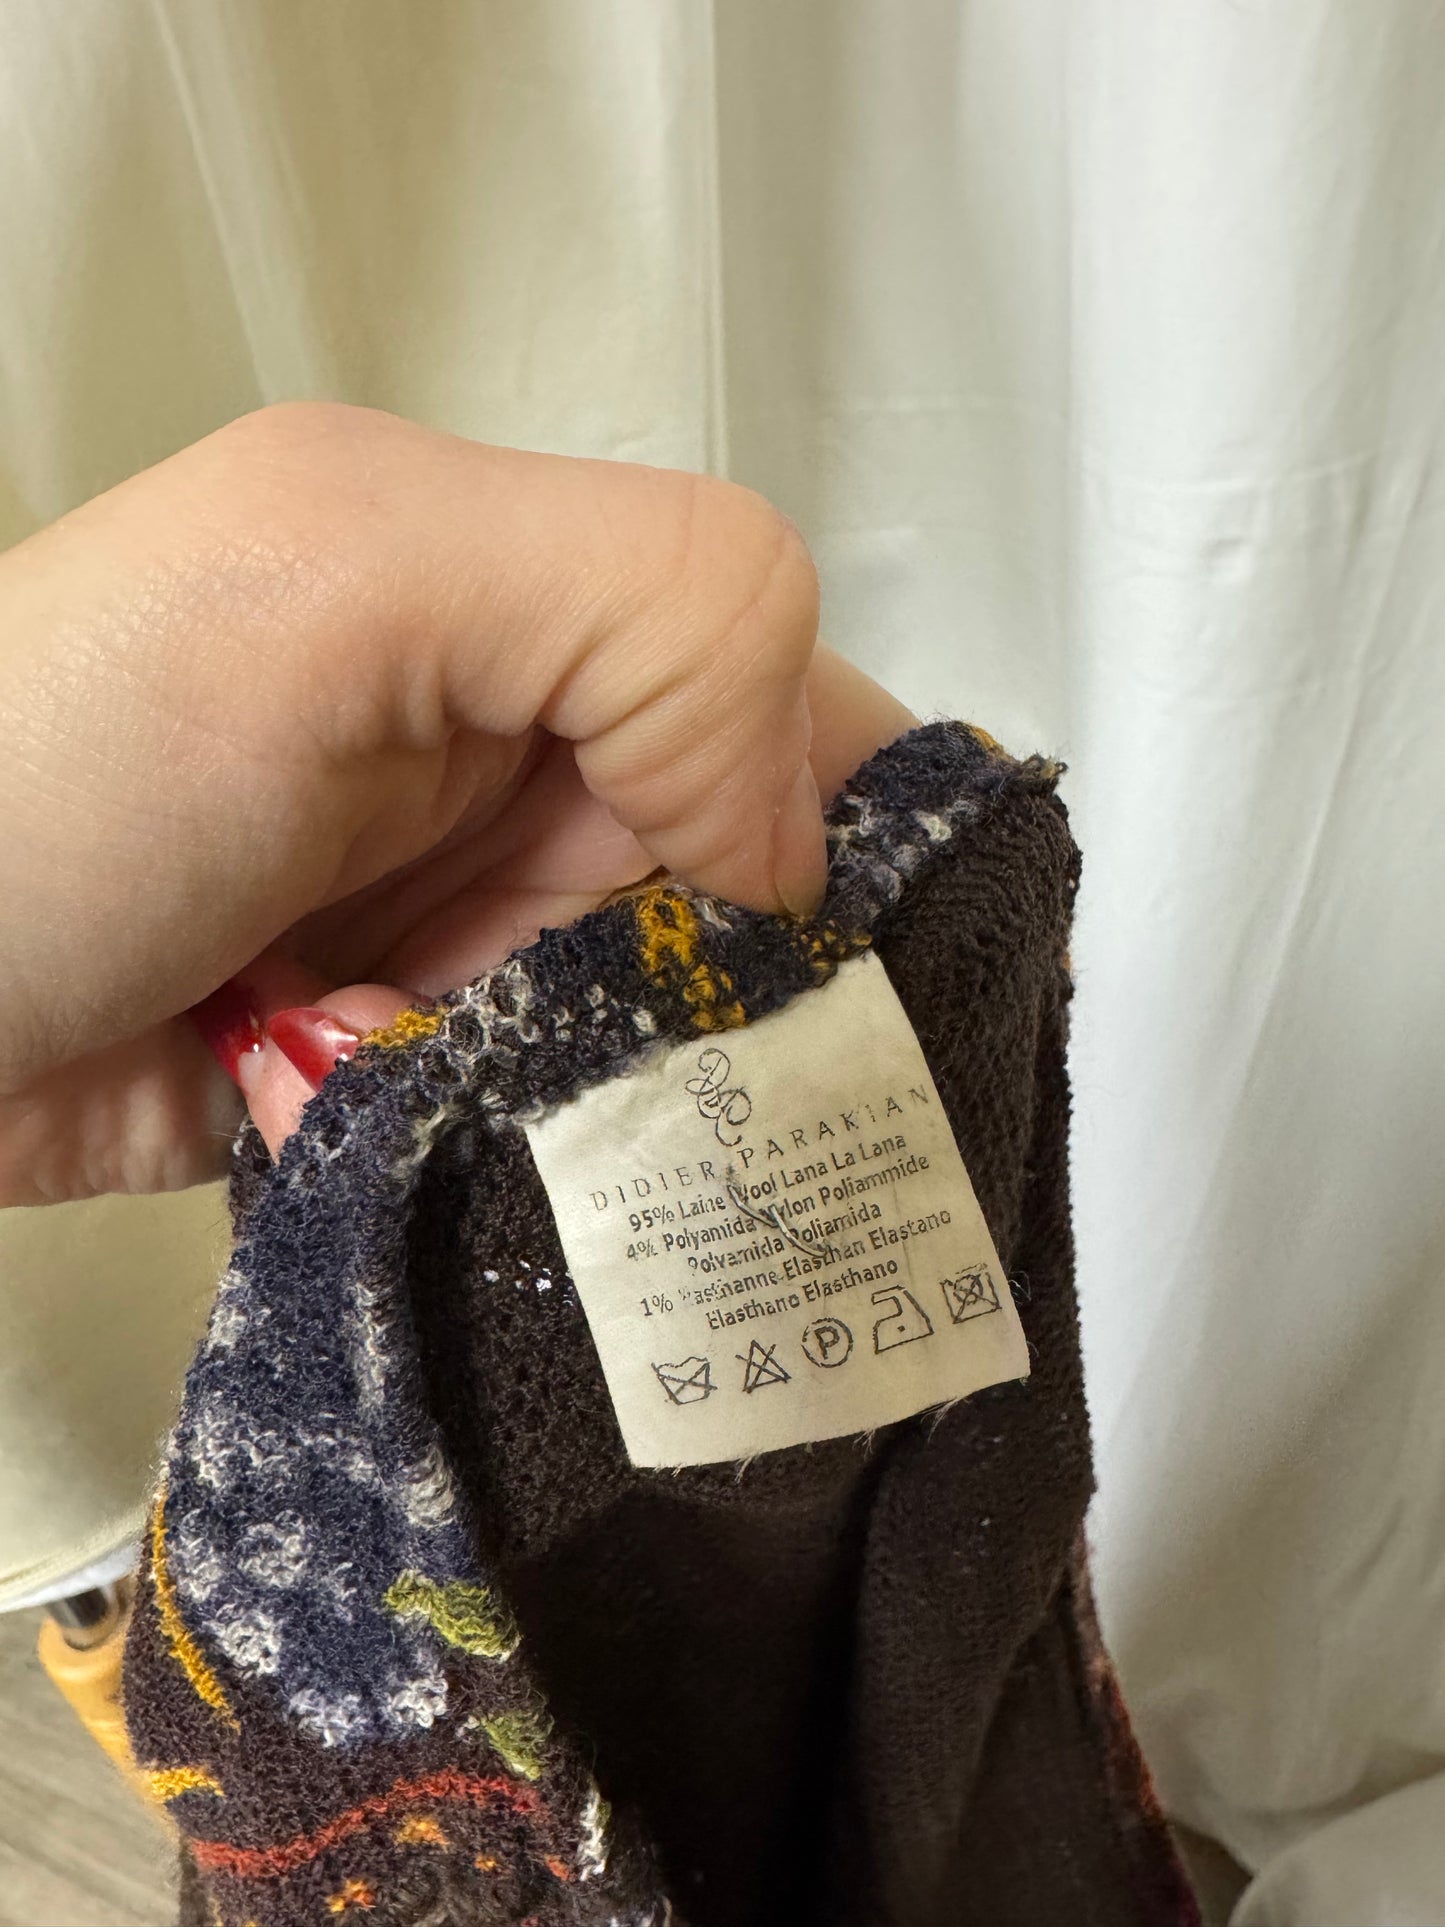 DIDIER PARAKIAN
95% Laine Wool Lana La Lana
4% Polyamida Nylon Poliammide
Polyamida Poliamida
1% Elasthanne Elasthan Elastano
Elasthano Elasthano
P